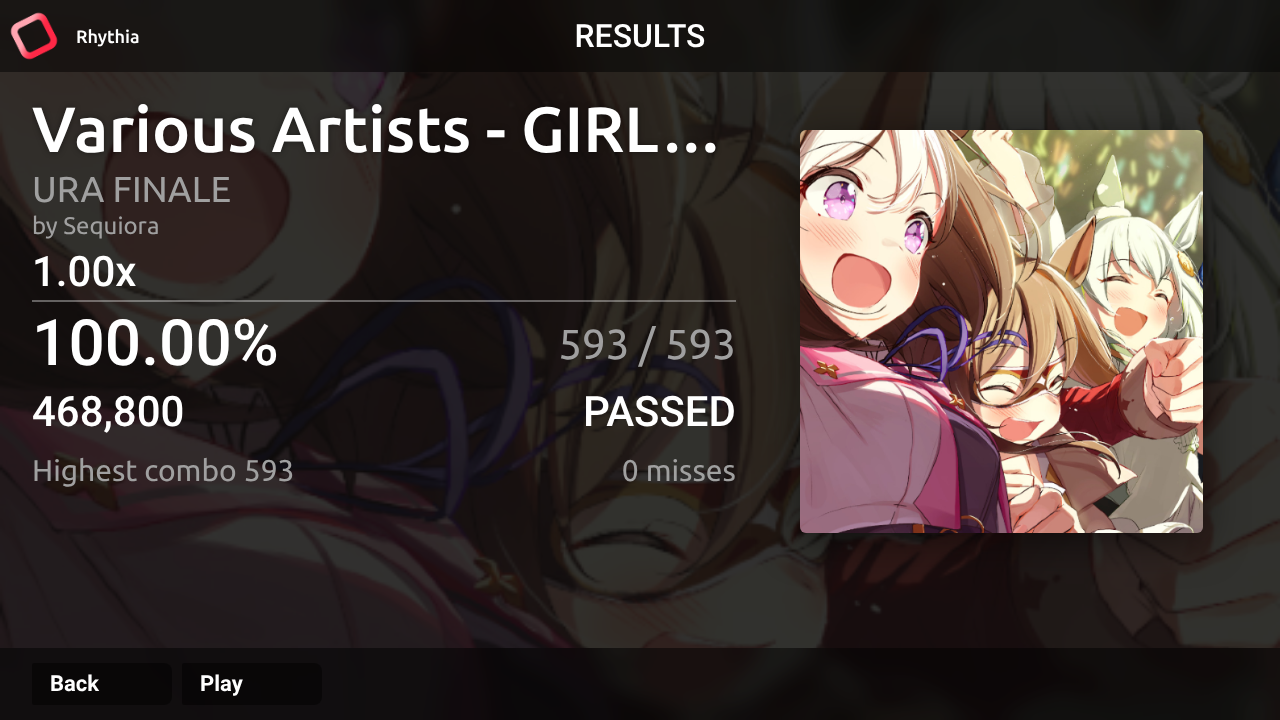 Rhythia
RESULTS
Various Artists - GIRL...
URA FINALE
by Sequiora
1.00x
100.00%
593 / 593
468,800
PASSED
Highest combo 593
0 misses
Back
Play